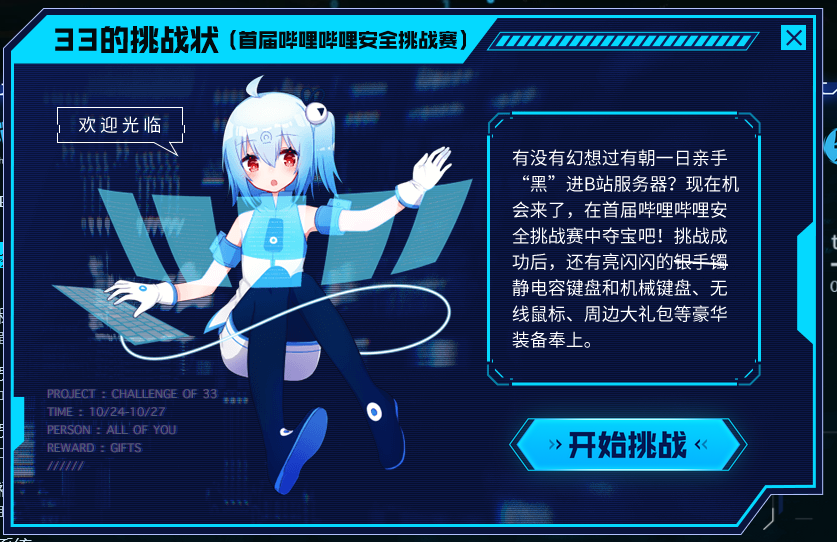 33的挑战状（首届哔哩哔哩安全挑战赛）
欢迎光临
有没有幻想过有朝一日亲手
“黑”进B站服务器？现在机
会来了，在首届哔哩哔哩安
全挑战赛中夺宝吧！挑战成
功后，还有亮闪闪的银手镯
静电容键盘和机械键盘、无
线鼠标、周边大礼包等豪华
装备奉上。
PROJECT : CHALLENGE OF 33
TIME : 10/24-10/27
PERSON : ALL OF YOU
REWARD : GIFTS
//////
开始挑战